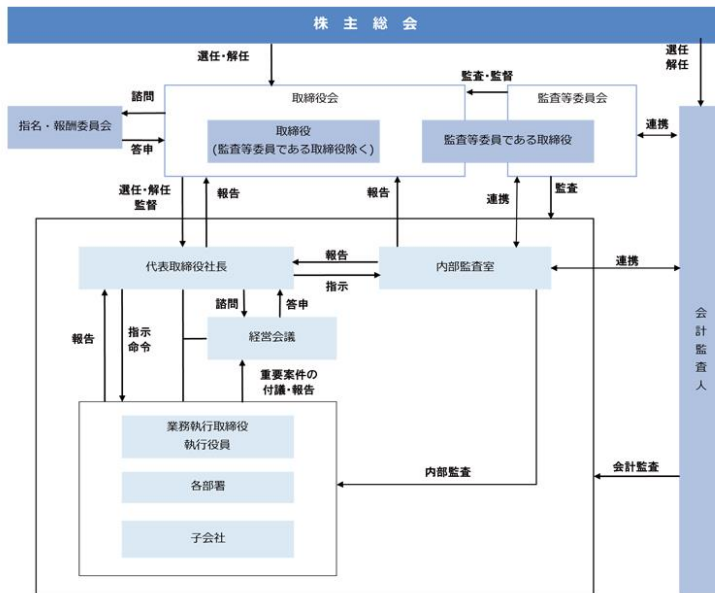 株主総会
選任・解任
選任
解任
諮問
監査・監督
取締役会
監査等委員会
指名・報酬委員会
取締役
(監査等委員である取締役除く)
監査等委員である取締役
連携
答申
選任・解任
監督
報告
報告
連携
監査
代表取締役社長
報告
指示
内部監査室
連携
諮問
答申
報告
指示
命令
経営会議
重要案件の
付議・報告
会計監査人
業務執行取締役
執行役員
内部監査
会計監査
各部署
子会社